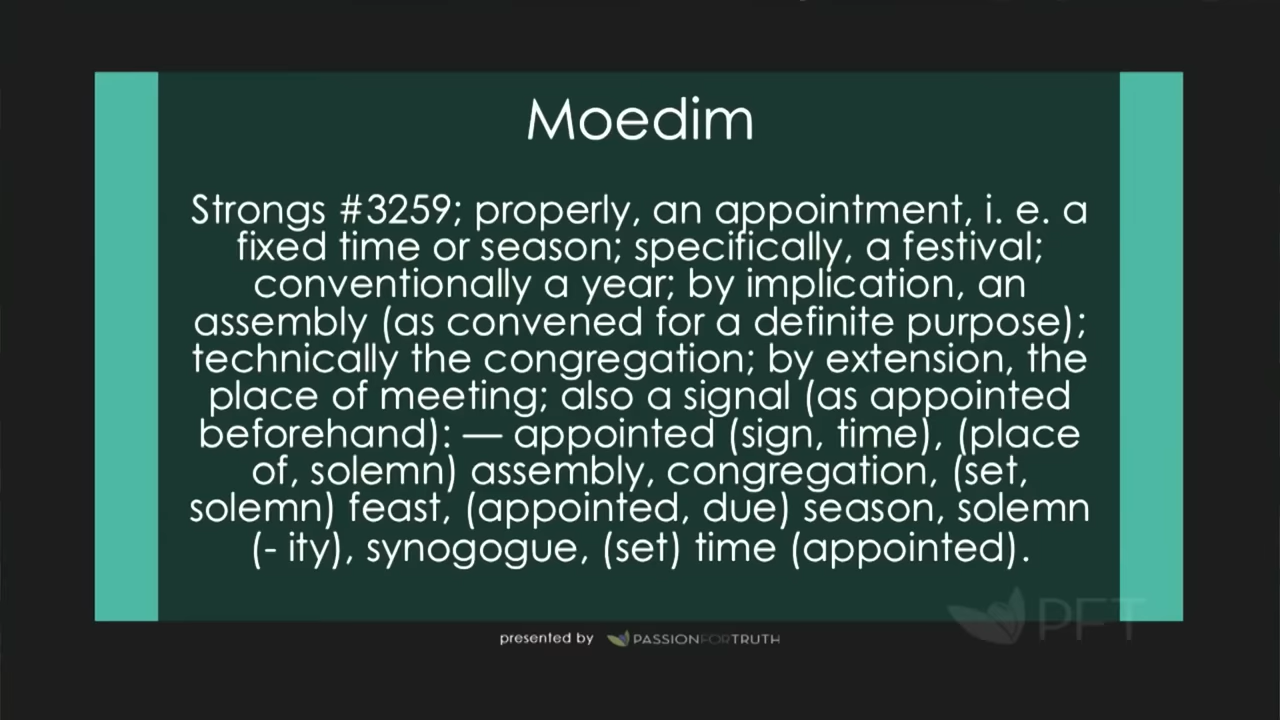 Moedim
Strongs #3259; properly, an appointment, i. e. a
fixed time or season; specifically, a festival;
conventionally a year; by implication, an
assembly (as convened for a definite purpose);
technically the congregation; by extension, the
place of meeting; also a signal (as appointed
beforehand): — appointed (sign, time), (place
of, solemn) assembly, congregation, (set,
solemn) feast, (appointed, due) season, solemn
(- ity), synogogue, (set) time (appointed).
PFT
presented by PASSIONFORTRUTH